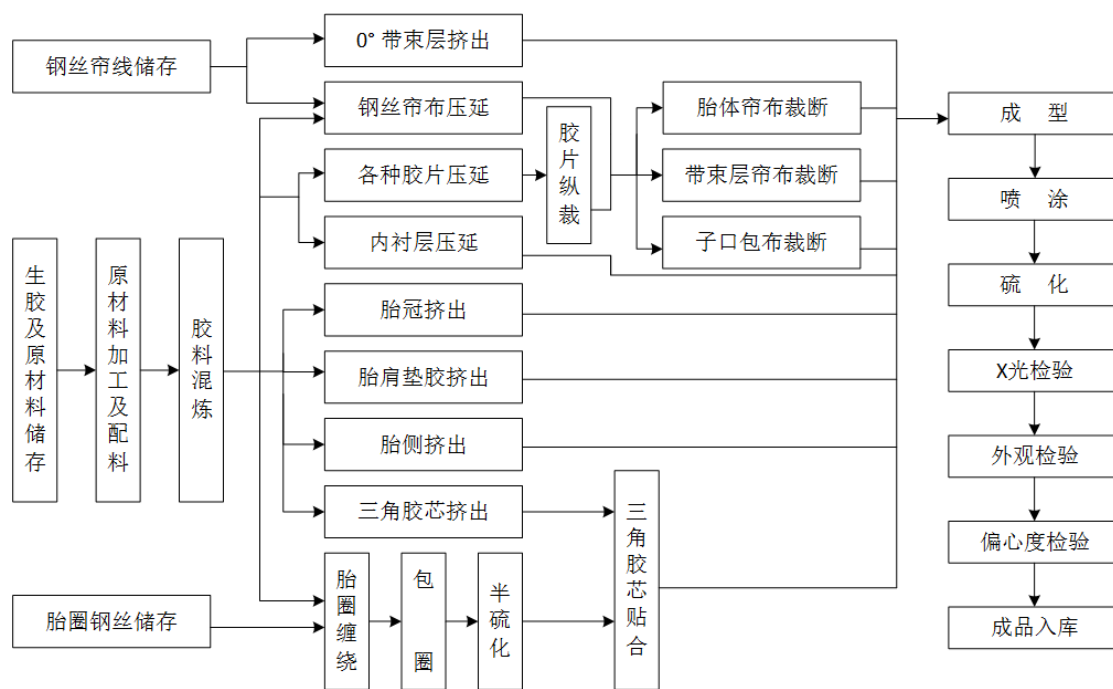 钢丝帘线储存
生胶及原材料储存
原材料加工及配料
胶料混炼
胎圈钢丝储存
0° 带束层挤出
钢丝帘布压延
各种胶片压延
内衬层压延
胎冠挤出
胎肩垫胶挤出
胎侧挤出
三角胶芯挤出
胎圈缠绕
包圈
半硫化
胶片纵裁
三角胶芯贴合
胎体帘布裁断
带束层帘布裁断
子口包布裁断
成 型
喷 涂
硫 化
X光检验
外观检验
偏心度检验
成品入库